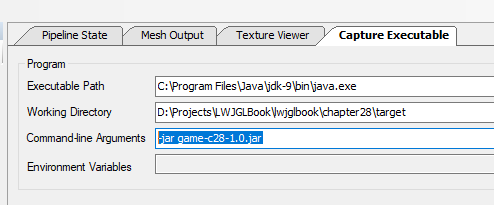 Pipeline State Mesh Output Texture Viewer Capture Executable
Program
Executable Path C:\Program Files\Java\jdk-9\bin\java.exe
Working Directory D:\Projects\LWJGLBook\lwjglbook\chapter28\target
Command-line Arguments -jar game-c28-1.0.jar
Environment Variables